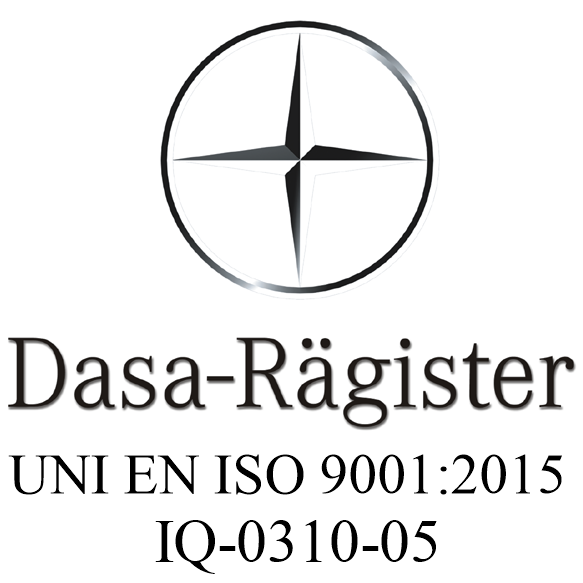 Dasa-Rägister
UNI EN ISO 9001:2015
IQ-0310-05